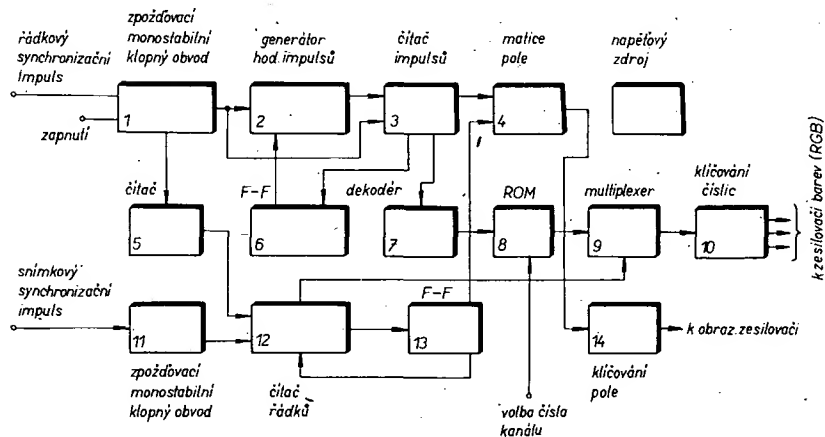 řádkový
synchronizační
impuls
zpožďovací
monostabilní
klopný obvod
generátor
hod. impulsů
čítač
impulsů
matice
pole
napěťový
zdroj
zapnutí
1
2
3
4
čítač
F-F
dekodér
ROM
multiplexer
klíčování
číslic
5
6
7
8
9
10
k zesilovači barev (RGB)
snímkový
synchronizační
impuls
F-F
11
12
13
14
k obraz. zesilovači
zpožďovací
monostabilní
klopný obvod
čítač
řádků
volba čísla
kanálu
klíčování
pole